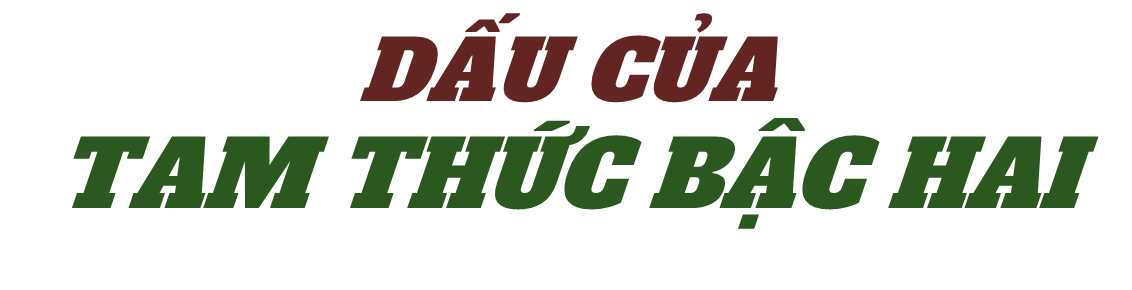 DẤU CỦA
TAM THỨC BẬC HAI